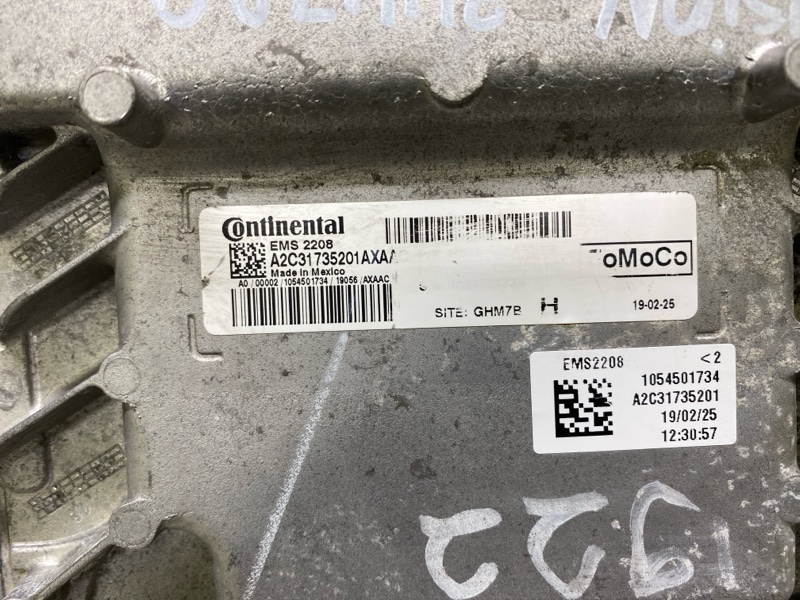 Continental
EMS 2208
A2C31735201AXAA
Made in Mexico
A0 / 00002 / 1054501734 / 19056 / AXAAC
oMoCo
SITE: GHM7B H
19-02-25
EMS2208 <2
1054501734
A2C31735201
19/02/25
12:30:57